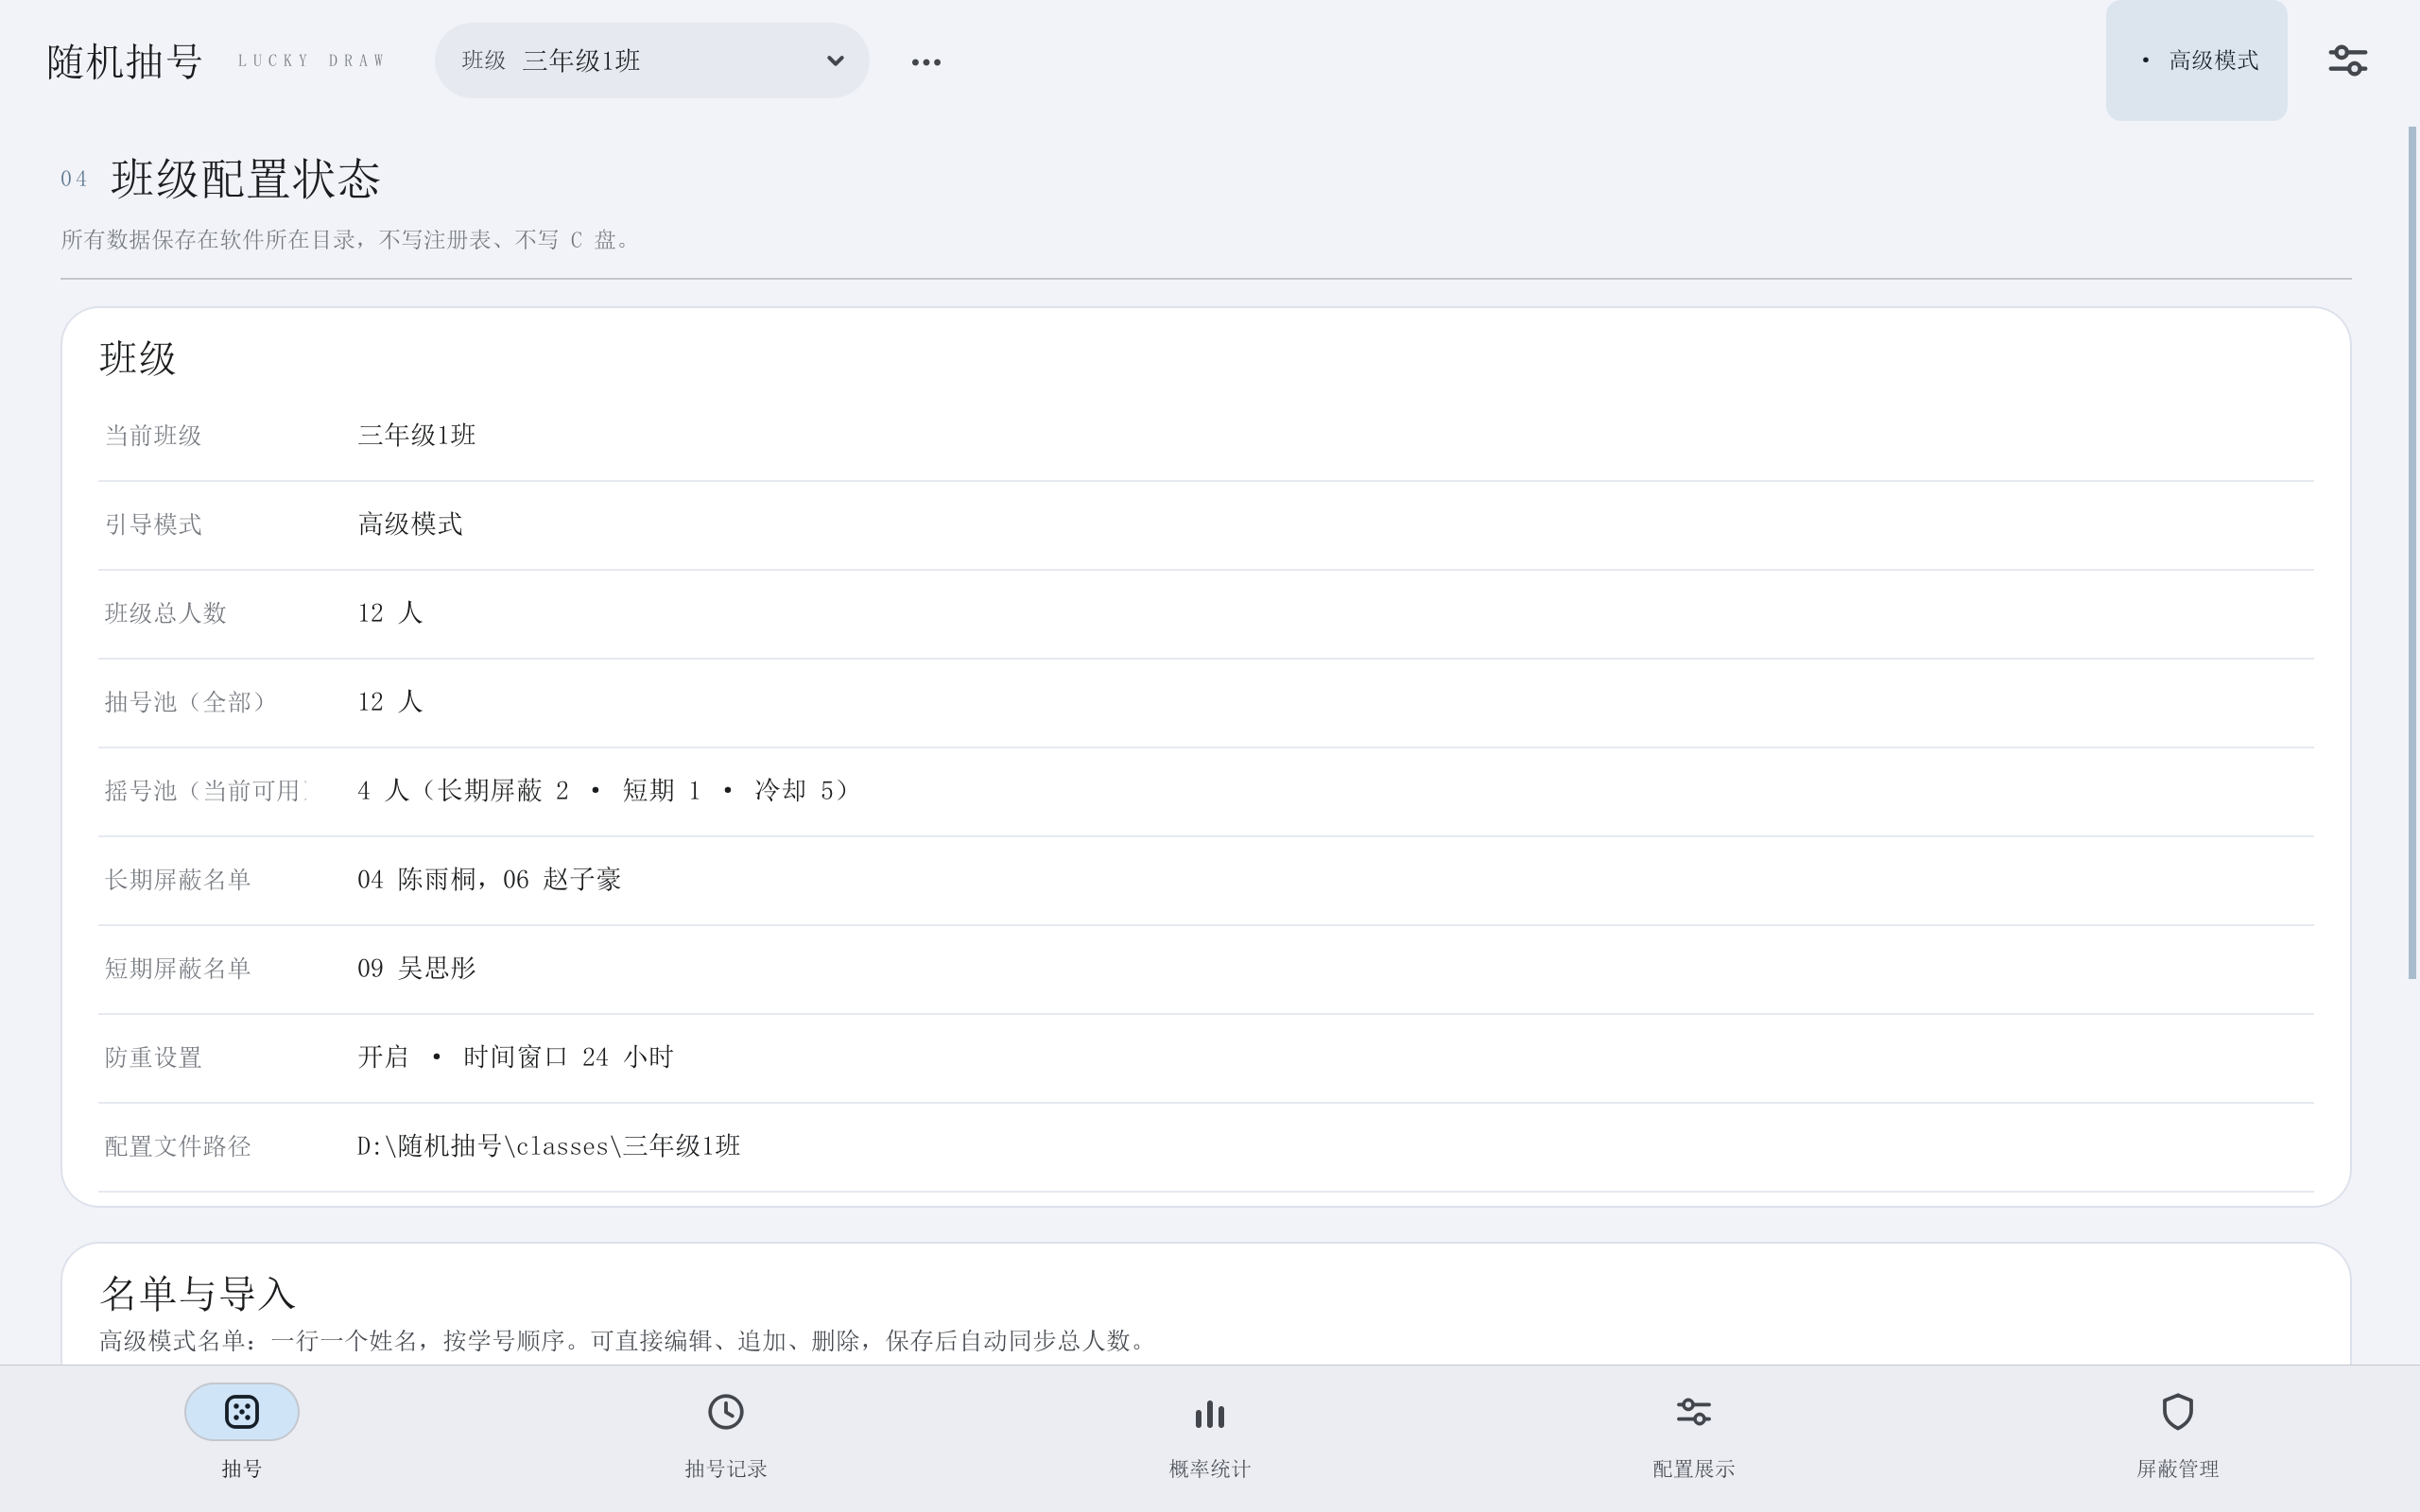 随机抽号 LUCKY DRAW 班级 三年级1班 ••• • 高级模式
04 班级配置状态
所有数据保存在软件所在目录，不写注册表、不写 C 盘。
班级
当前班级 三年级1班
引导模式 高级模式
班级总人数 12 人
抽号池（全部） 12 人
摇号池（当前可用 4 人（长期屏蔽 2 • 短期 1 • 冷却 5）
长期屏蔽名单 04 陈雨桐，06 赵子豪
短期屏蔽名单 09 吴思彤
防重设置 开启 • 时间窗口 24 小时
配置文件路径 D:\随机抽号\classes\三年级1班
名单与导入
高级模式名单：一行一个姓名，按学号顺序。可直接编辑、追加、删除，保存后自动同步总人数。
抽号 抽号记录 概率统计 配置展示 屏蔽管理